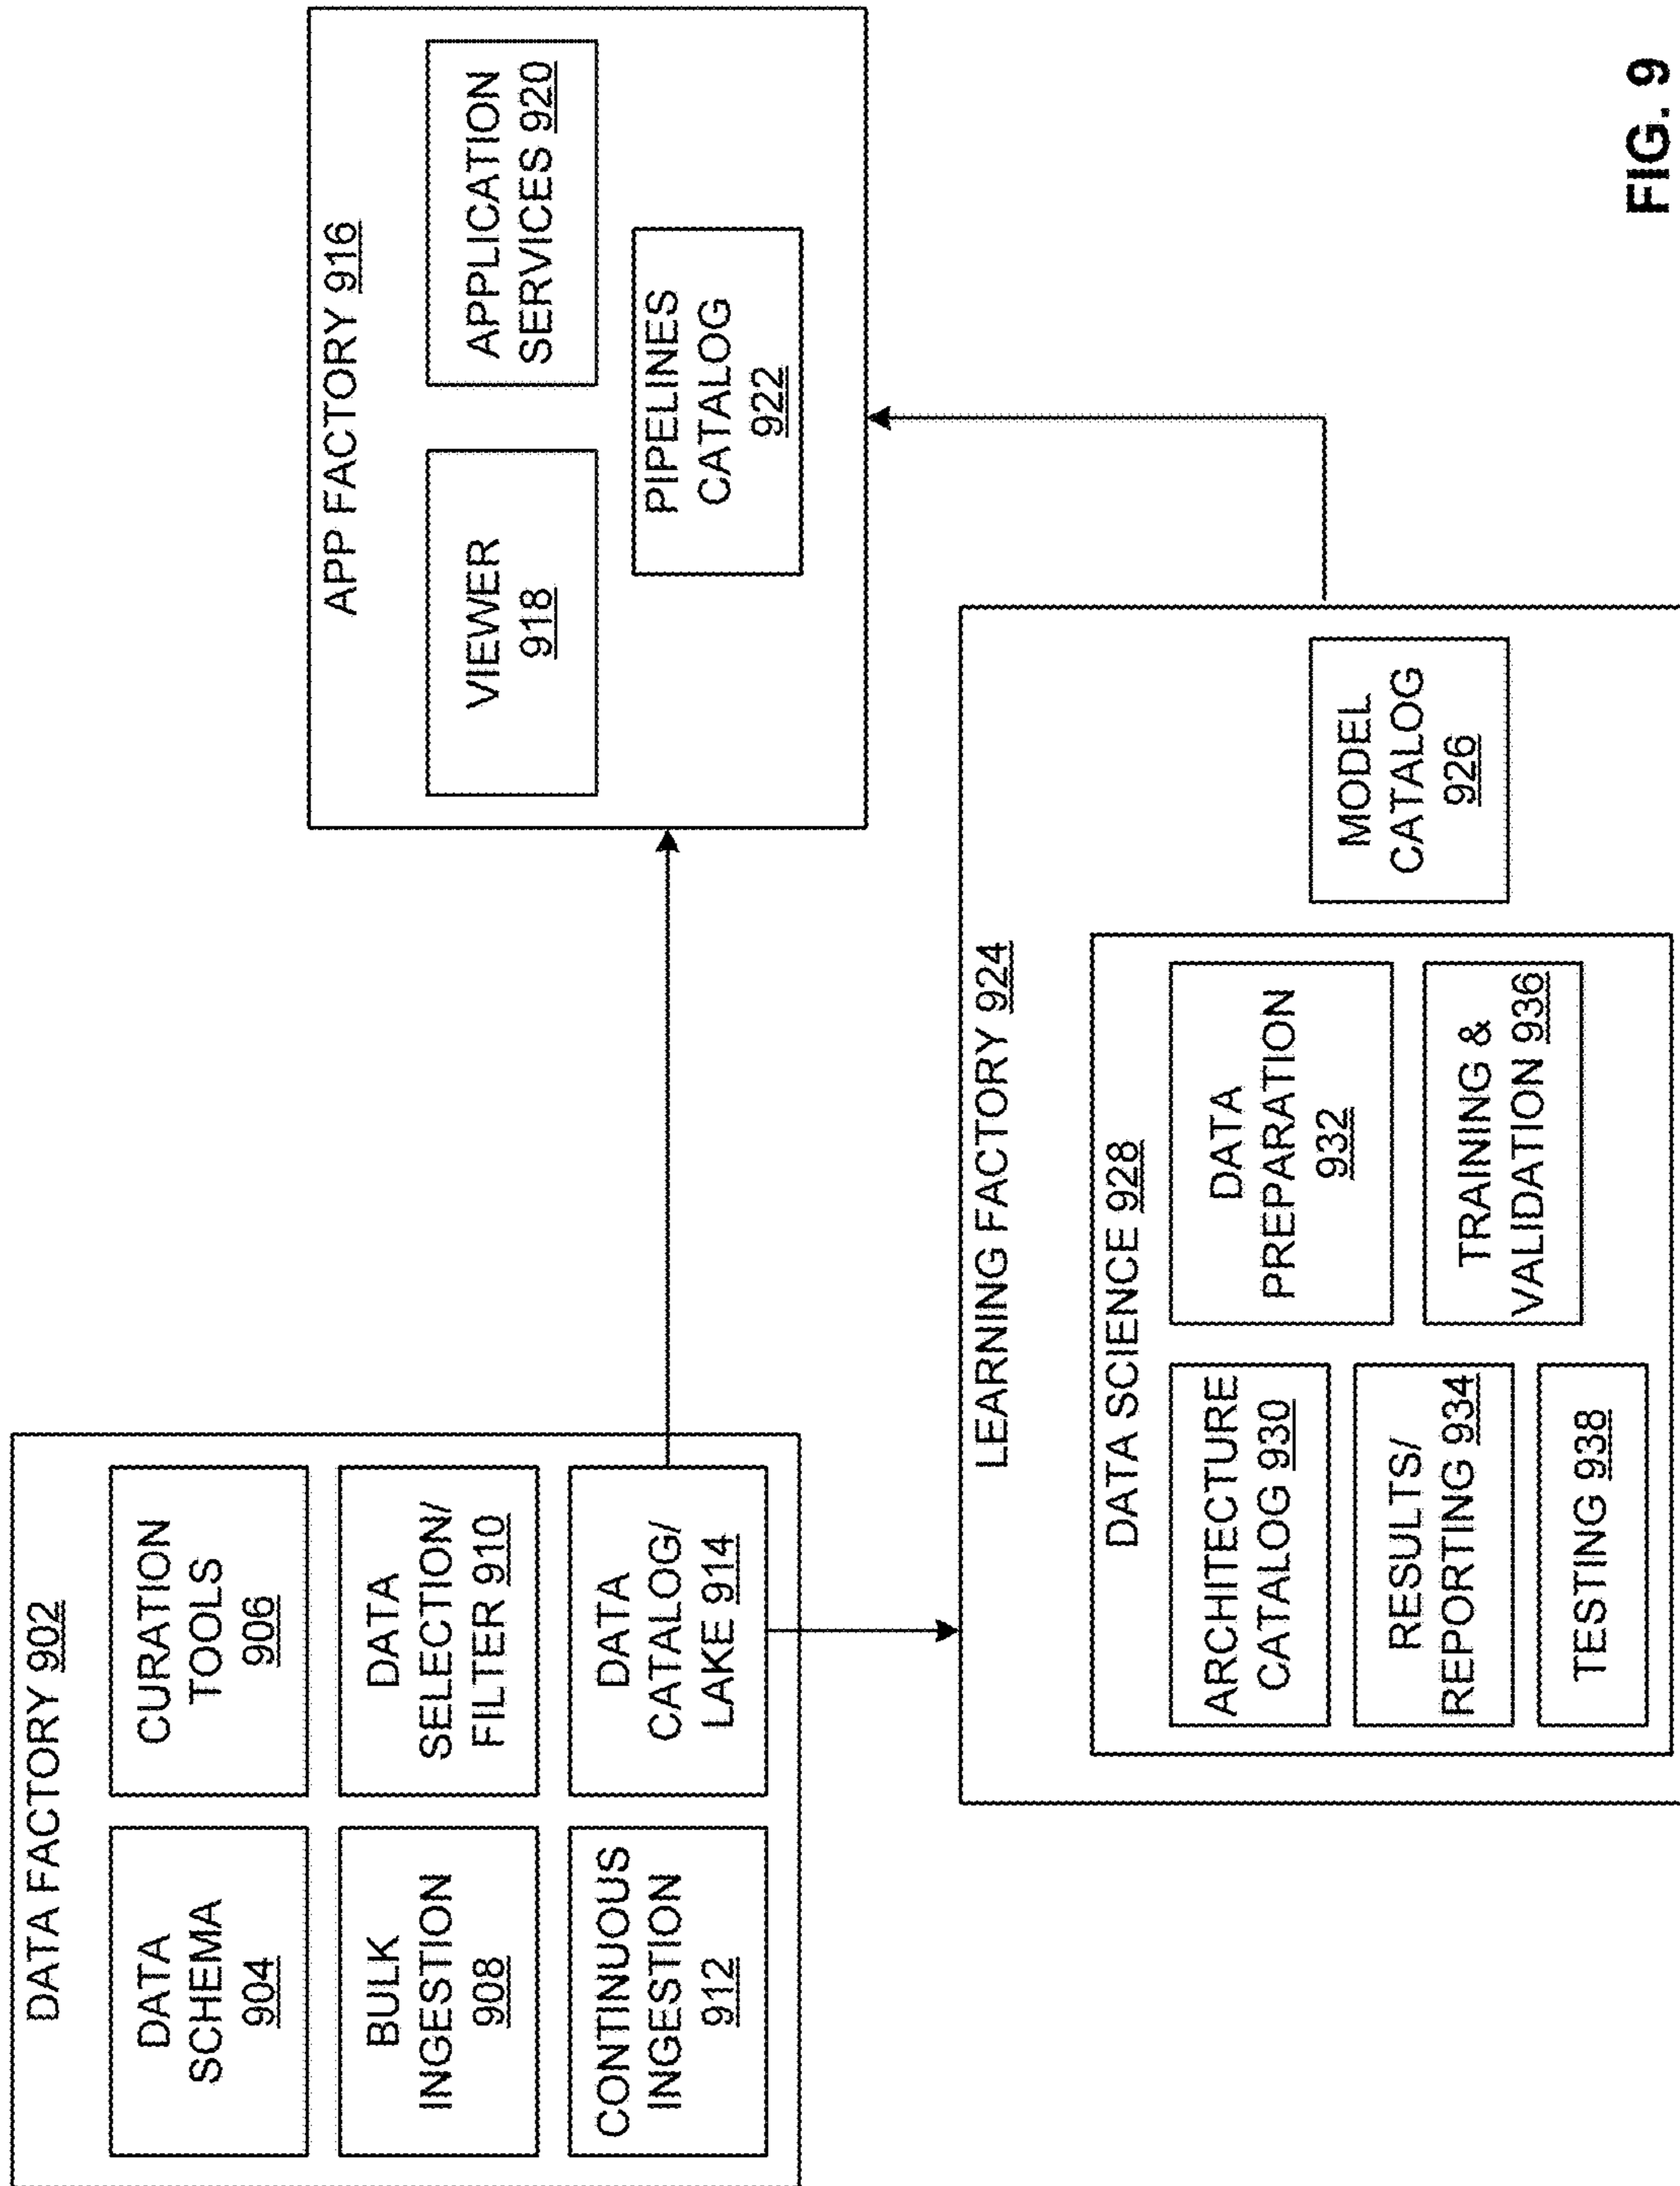 DATA FACTORY 902
DATA
SCHEMA
904
CURATION
TOOLS
906
BULK
INGESTION
908
DATA
SELECTION/
FILTER 910
CONTINUOUS
INGESTION
912
DATA
CATALOG/
LAKE 914
APP FACTORY 916
VIEWER
918
APPLICATION
SERVICES 920
PIPELINES
CATALOG
922
LEARNING FACTORY 924
DATA SCIENCE 928
ARCHITECTURE
CATALOG 930
DATA
PREPARATION
932
RESULTS/
REPORTING 934
TRAINING &
VALIDATION 936
TESTING 938
MODEL
CATALOG
926
FIG. 9